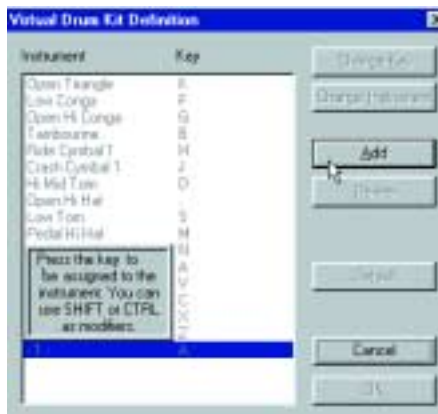 Virtual Drum Kit Definition
Instrument Key
Change Key
Open Triangle K
Change Instrument
Low Conga F
Open Hi Conga G
Tambourine B
Ride Cymbal 1 H
Add
Crash Cymbal 1 J
Hi Mid Tom D
Delete
Open Hi Hat
Low Tom S
Pedal Hi Hat M
N
Press the key to
be assigned to the A
instrument. You can V
Default
use SHIFT or CTRL C
as modifiers. X
Z
Cancel
OK